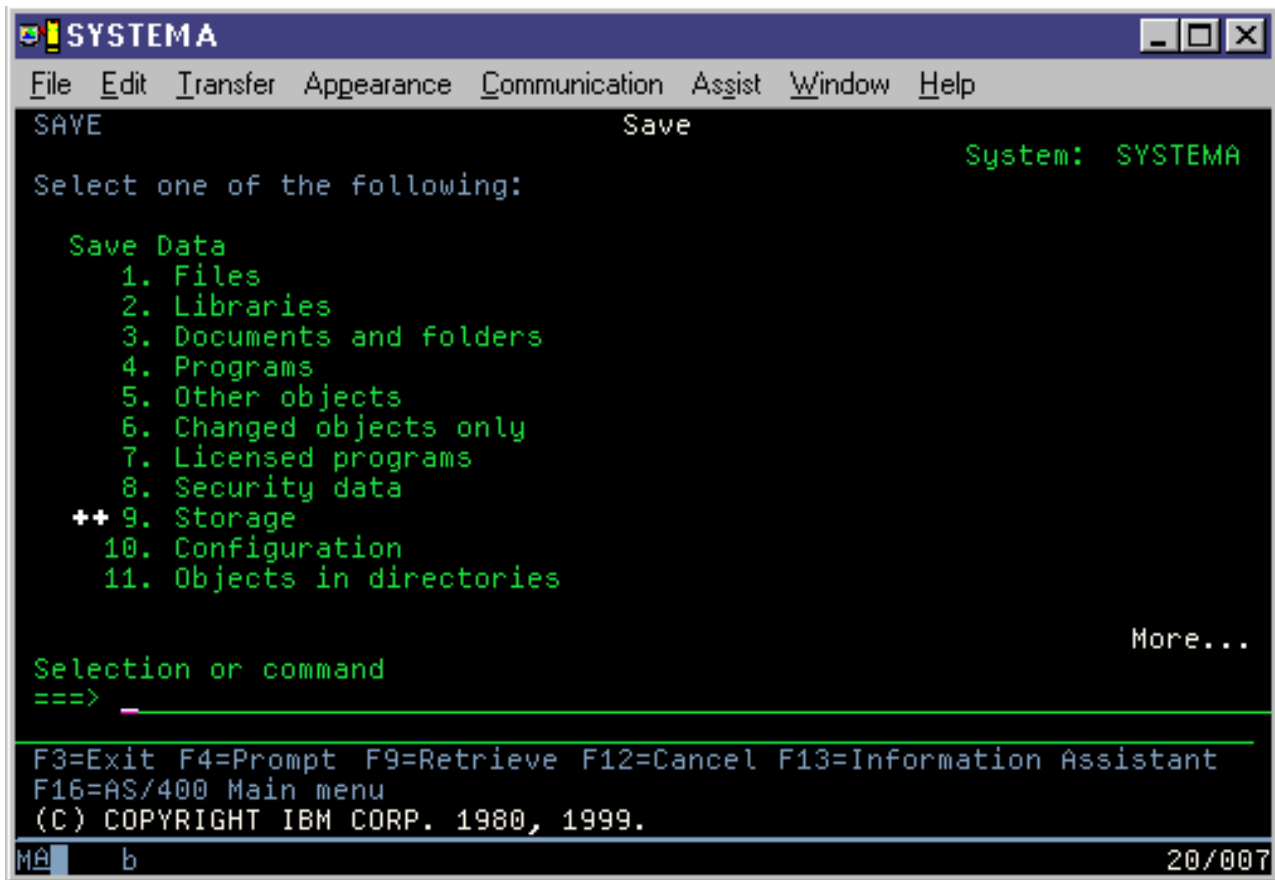 SYSTEMA
File Edit Transfer Appearance Communication Assist Window Help
SAVE Save
System: SYSTEMA
Select one of the following:
Save Data
1. Files
2. Libraries
3. Documents and folders
4. Programs
5. Other objects
6. Changed objects only
7. Licensed programs
8. Security data
++ 9. Storage
10. Configuration
11. Objects in directories
More...
Selection or command
===> _
F3=Exit F4=Prompt F9=Retrieve F12=Cancel F13=Information Assistant
F16=AS/400 Main menu
(C) COPYRIGHT IBM CORP. 1980, 1999.
MA b 20/007